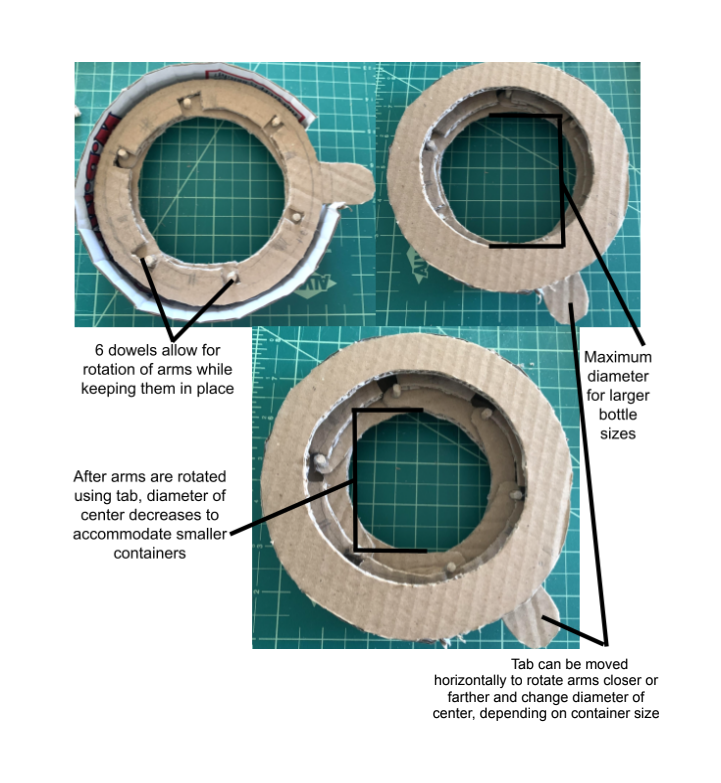 6 dowels allow for
rotation of arms while
keeping them in place
Maximum
diameter
for larger
bottle
sizes
After arms are rotated
using tab, diameter of
center decreases to
accommodate smaller
containers
Tab can be moved
horizontally to rotate arms closer or
farther and change diameter of
center, depending on container size